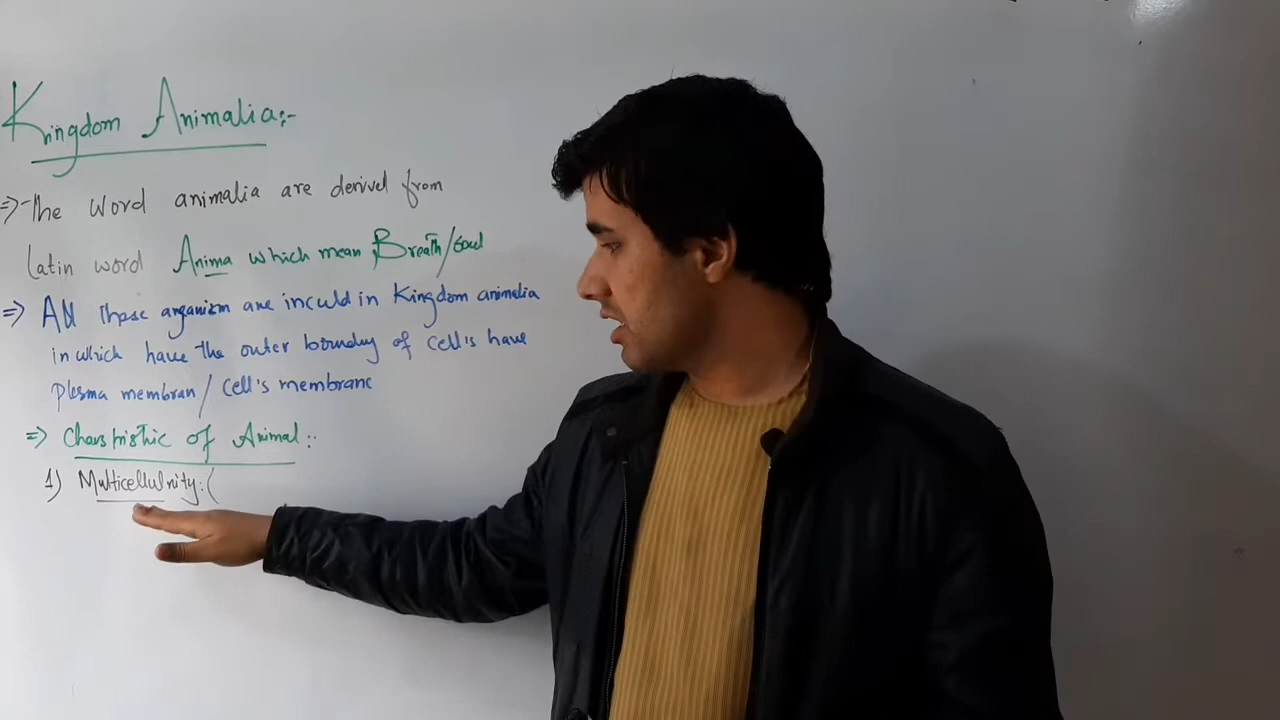 Kingdom Animalia:-
⇒ The word animalia are derived from
latin word Anima which mean Breath/Soul
⇒ All these organism are inculd in Kingdom animalia
in which have the outer boundry of cell's have
plasma membran/cell's membrane
⇒ of Animal:-
1) Multicellulnity:(